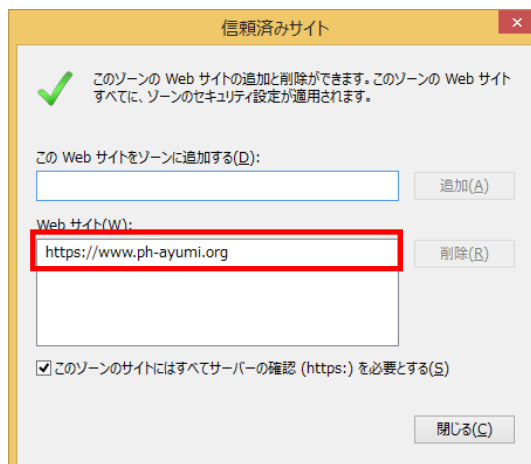 信頼済みサイト
このゾーンの Web サイトの追加と削除ができます。このゾーンの Web サイト
すべてに、ゾーンのセキュリティ設定が適用されます。
この Web サイトをゾーンに追加する(D):
追加(A)
Web サイト(W):
https://www.ph-ayumi.org
削除(R)
このゾーンのサイトにはすべてサーバーの確認 (https:) を必要とする(S)
閉じる(C)